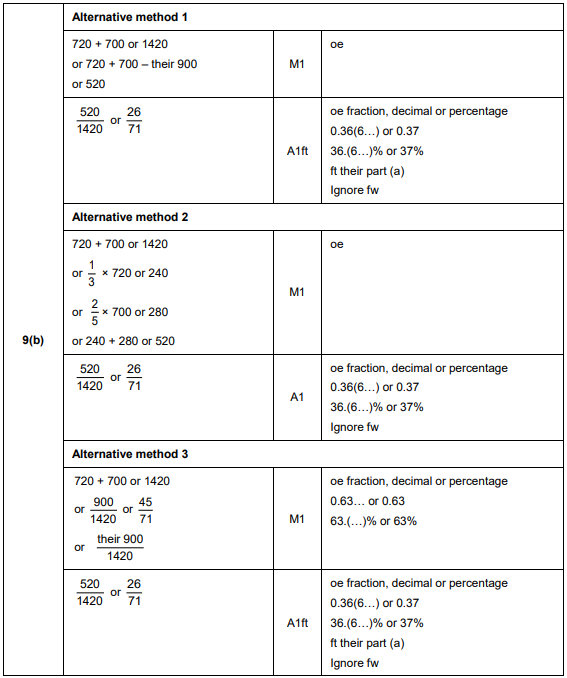 9(b)
Alternative method 1
720 + 700 or 1420
or 720 + 700 – their 900
or 520
M1
oe
520/1420 or 26/71
A1ft
oe fraction, decimal or percentage
0.36(6…) or 0.37
36.(6…)% or 37%
ft their part (a)
Ignore fw
Alternative method 2
720 + 700 or 1420
or 1/3 × 720 or 240
or 2/5 × 700 or 280
or 240 + 280 or 520
M1
oe
520/1420 or 26/71
A1
oe fraction, decimal or percentage
0.36(6…) or 0.37
36.(6…)% or 37%
Ignore fw
Alternative method 3
720 + 700 or 1420
or 900/1420 or 45/71
or their 900/1420
M1
oe fraction, decimal or percentage
0.63… or 0.63
63.(…)% or 63%
520/1420 or 26/71
A1ft
oe fraction, decimal or percentage
0.36(6…) or 0.37
36.(6…)% or 37%
ft their part (a)
Ignore fw